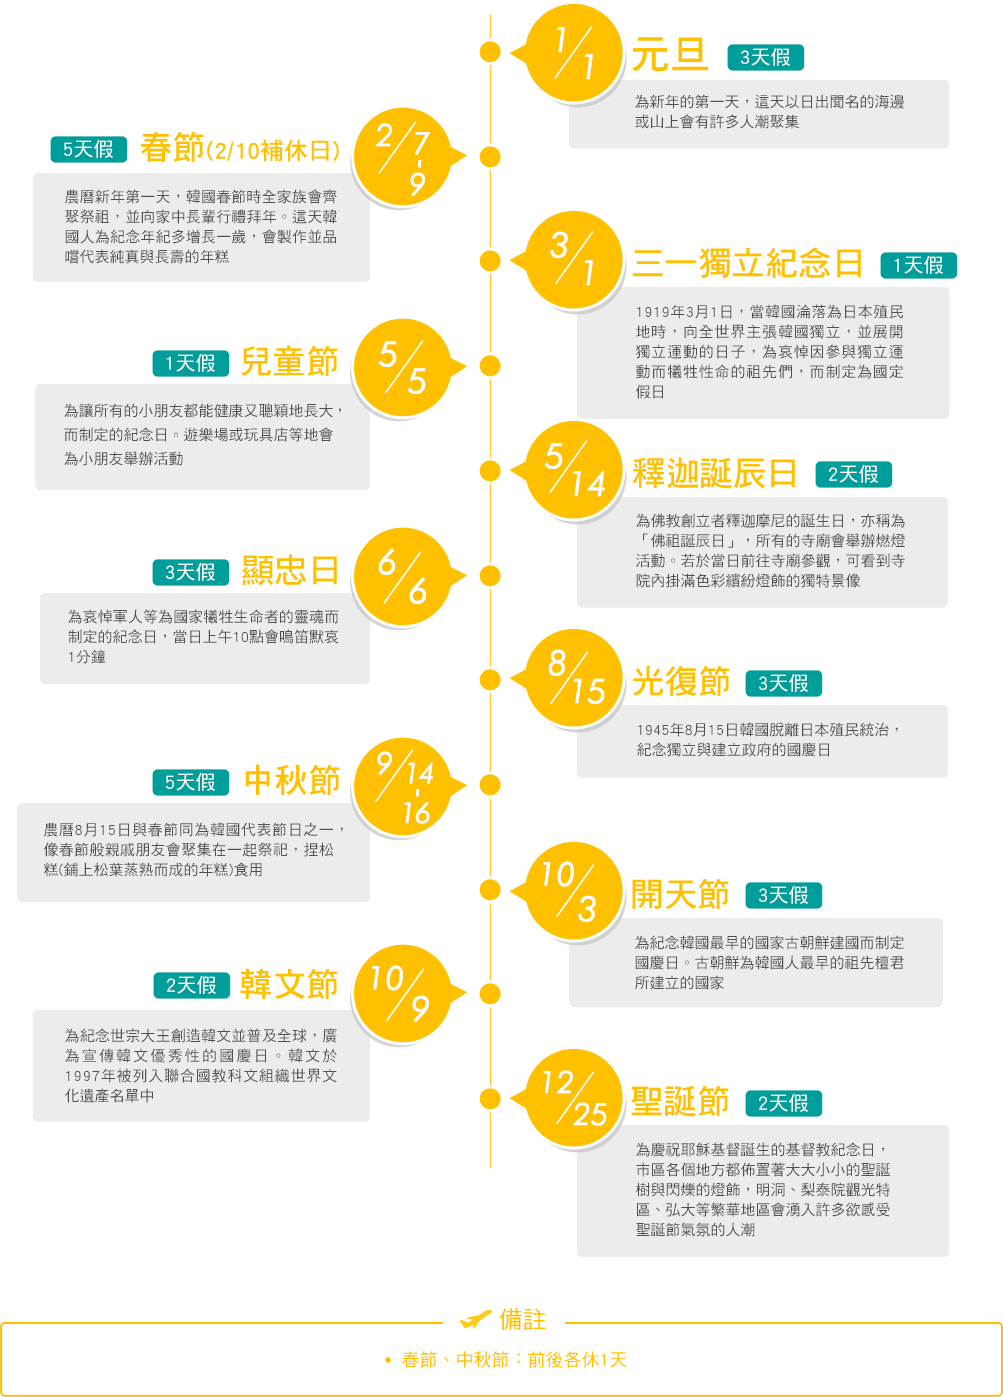 1/1
元旦 3天假
為新年的第一天，這天以日出聞名的海邊
或山上會有許多人潮聚集
5天假 春節(2/10補休日)
2/7-9
農曆新年第一天，韓國春節時全家族會齊
聚祭祖，並向家中長輩行禮拜年。這天韓
國人為紀念年紀多增長一歲，會製作並品
嚐代表純真與長壽的年糕
3/1
三一獨立紀念日 1天假
1919年3月1日，當韓國淪落為日本殖民
地時，向全世界主張韓國獨立，並展開
獨立運動的日子，為哀悼因參與獨立運
動而犧牲性命的祖先們，而制定為國定
假日
1天假 兒童節
5/5
為讓所有的小朋友都能健康又聰穎地長大，
而制定的紀念日。遊樂場或玩具店等地會
為小朋友舉辦活動
5/14
釋迦誕辰日 2天假
為佛教創立者釋迦摩尼的誕生日，亦稱為
「佛祖誕辰日」，所有的寺廟會舉辦燃燈
活動。若於當日前往寺廟參觀，可看到寺
院內掛滿色彩繽紛燈飾的獨特景像
3天假 顯忠日
6/6
為哀悼軍人等為國家犧牲生命者的靈魂而
制定的紀念日，當日上午10點會鳴笛默哀
1分鐘
8/15
光復節 3天假
1945年8月15日韓國脫離日本殖民統治，
紀念獨立與建立政府的國慶日
5天假 中秋節
9/14-16
農曆8月15日與春節同為韓國代表節日之一，
像春節般親戚朋友會聚集在一起祭祀，捏松
糕(鋪上松葉蒸熟而成的年糕)食用
10/3
開天節 3天假
為紀念韓國最早的國家古朝鮮建國而制定
國慶日。古朝鮮為韓國人最早的祖先檀君
所建立的國家
2天假 韓文節
10/9
為紀念世宗大王創造韓文並普及全球，廣
為宣傳韓文優秀性的國慶日。韓文於
1997年被列入聯合國教科文組織世界文
化遺產名單中
12/25
聖誕節 2天假
為慶祝耶穌基督誕生的基督教紀念日，
市區各個地方都佈置著大大小小的聖誕
樹與閃爍的燈飾，明洞、梨泰院觀光特
區、弘大等繁華地區會湧入許多欲感受
聖誕節氣氛的人潮
備註
• 春節、中秋節：前後各休1天